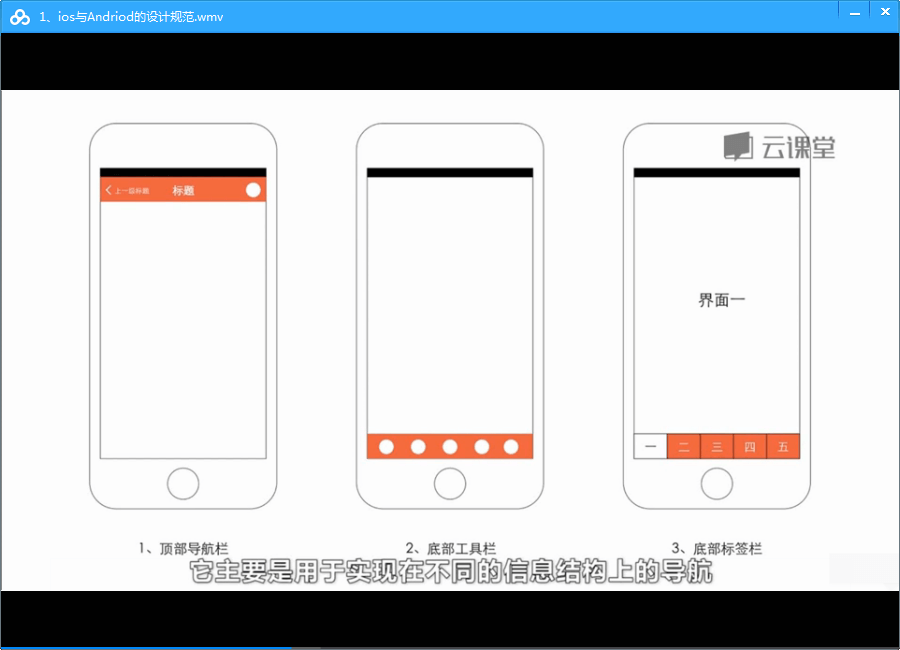 1、ios与Andriod的设计规范.wmv
云课堂
上一级标题
标题
界面一
一 二 三 四 五
1、顶部导航栏
2、底部工具栏
3、底部标签栏
它主要是用于实现在不同的信息结构上的导航